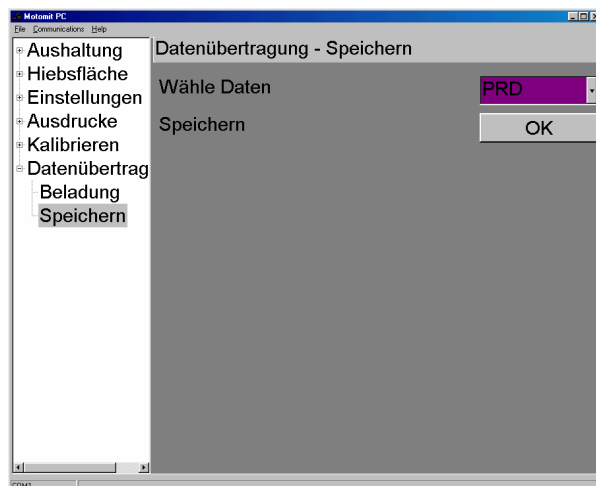 Motomit PC
File Communications Help
Aushaltung
Hiebsfläche
Einstellungen
Ausdrucke
Kalibrieren
Datenübertrag
Beladung
Speichern
Datenübertragung - Speichern
Wähle Daten
PRD
Speichern
OK
COM1